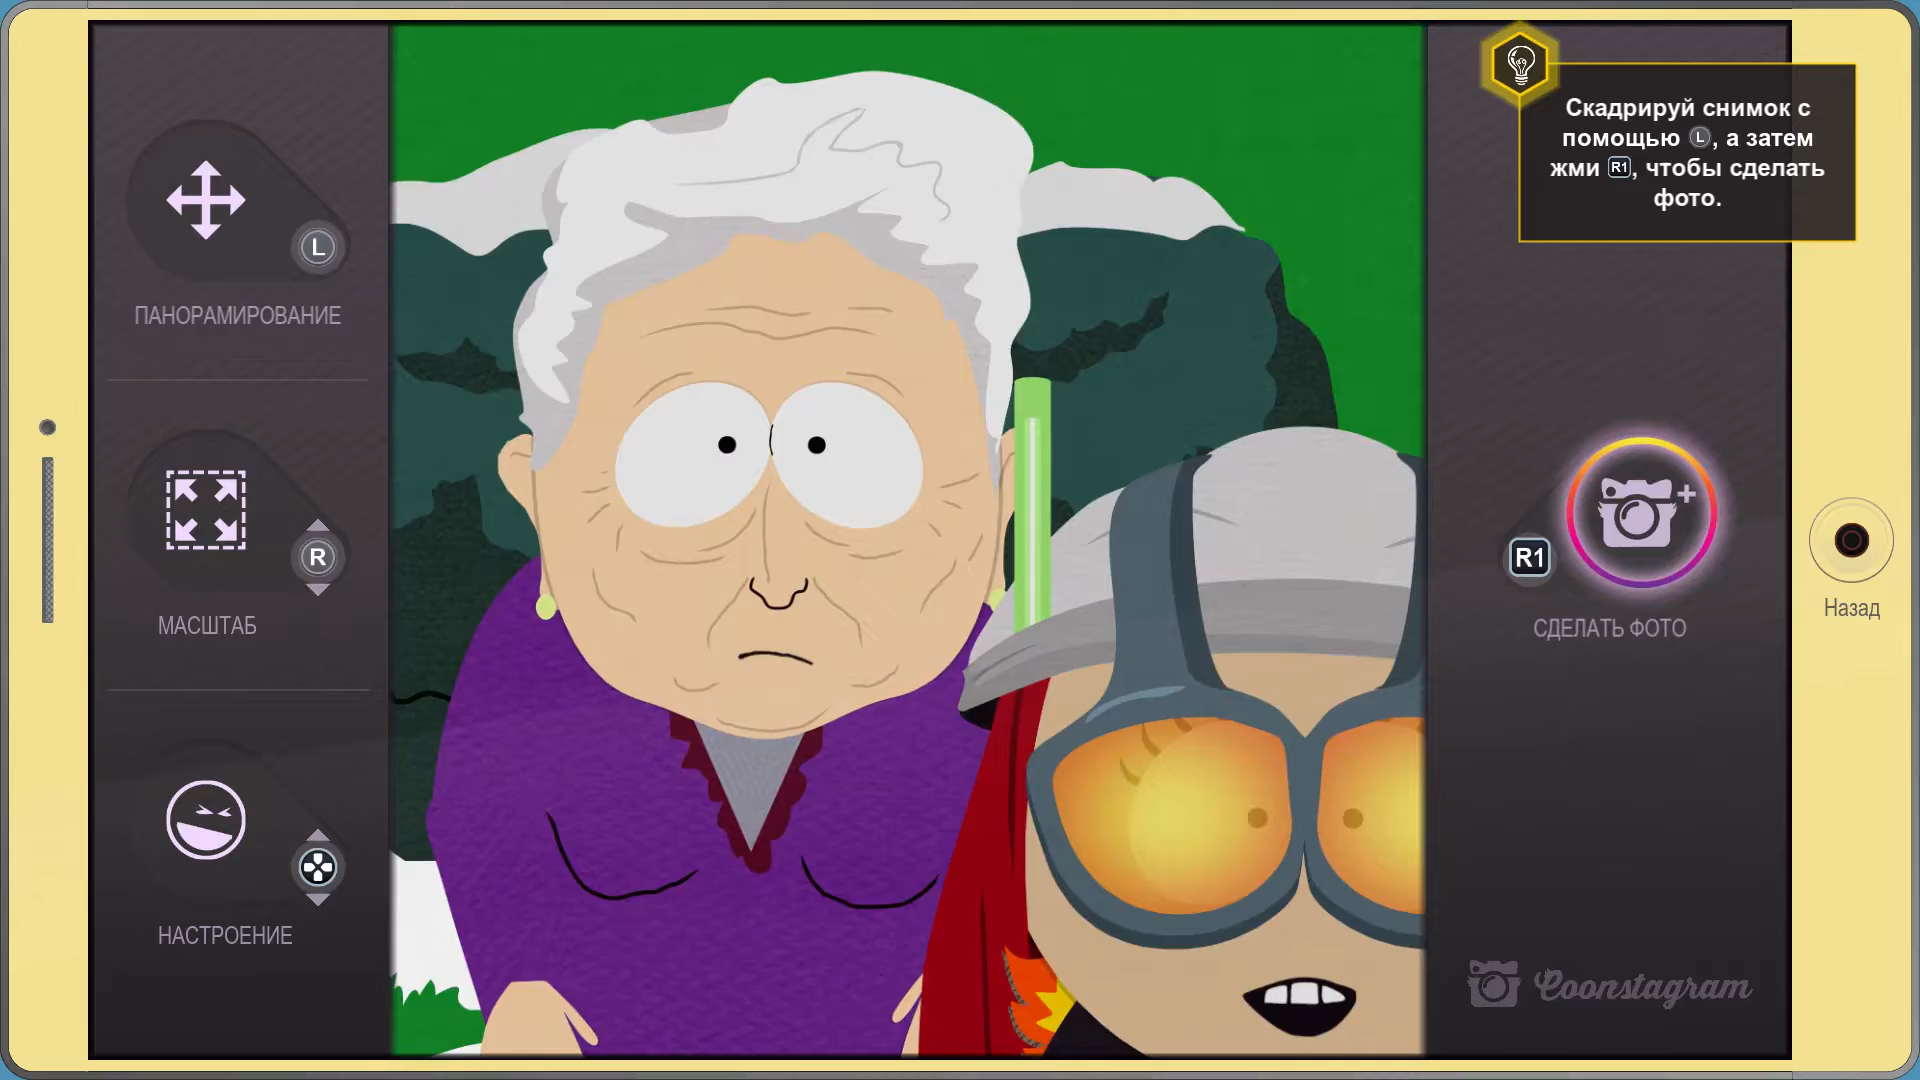 Скадрируй снимок с
помощью L, а затем
жми R1, чтобы сделать
фото.
L
ПАНОРАМИРОВАНИЕ
R
МАСШТАБ
НАСТРОЕНИЕ
R1
СДЕЛАТЬ ФОТО
Назад
Coonstagram